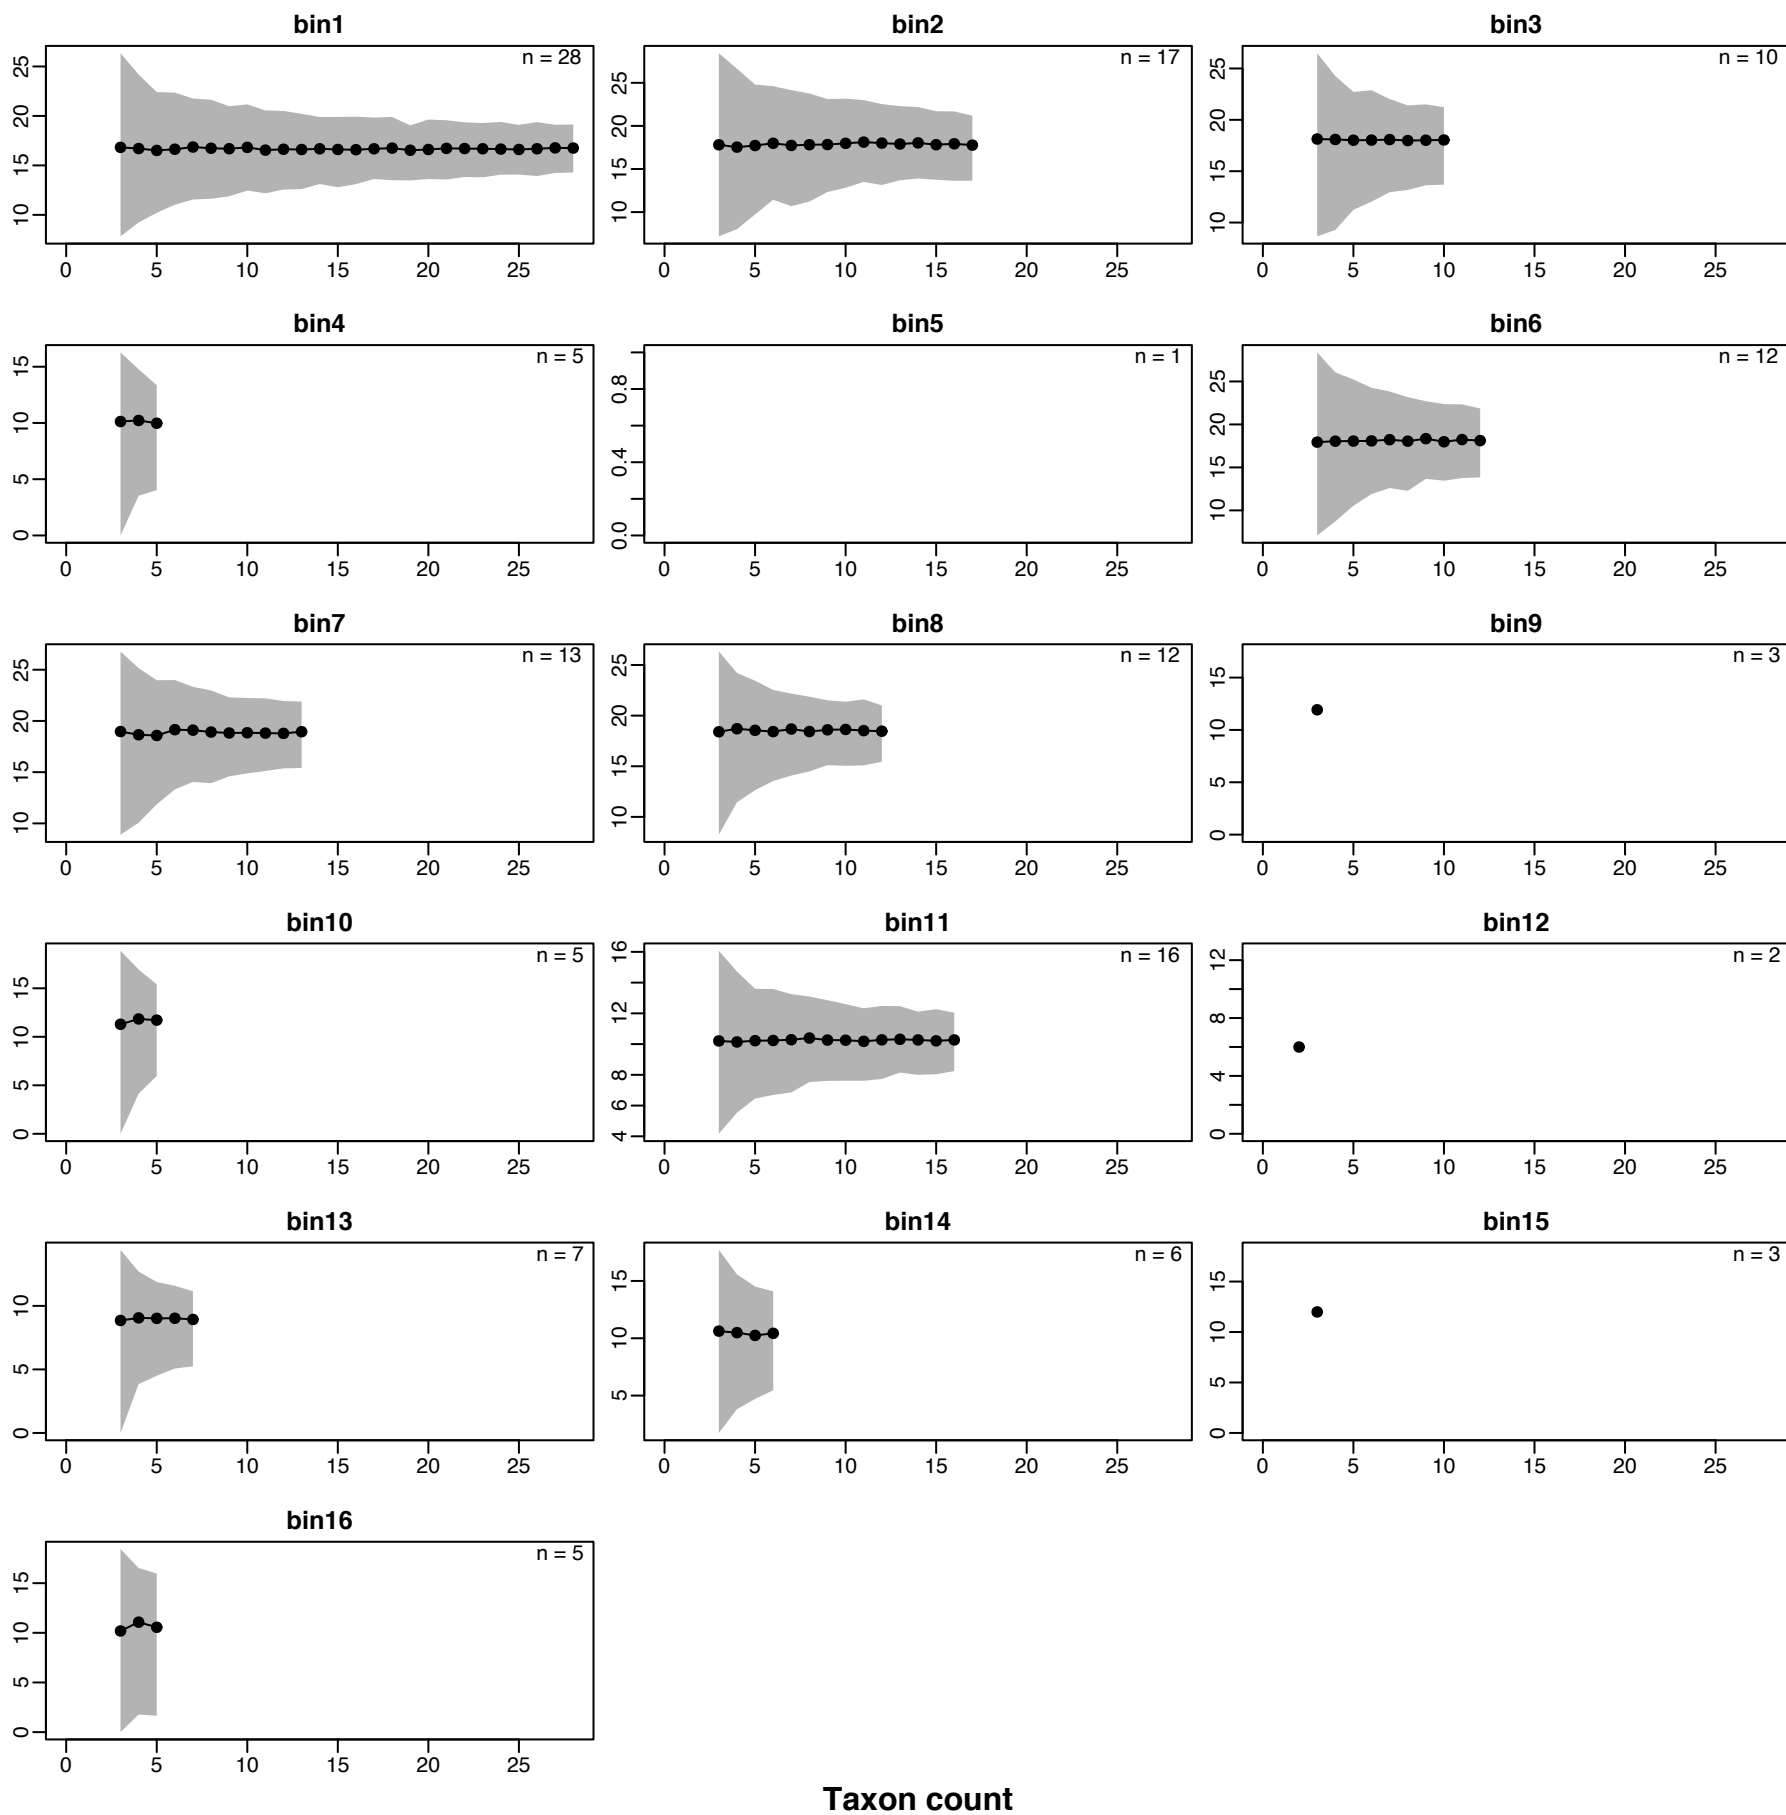 bin1 bin2 bin3
n = 28 n = 17 n = 10
10 15 20 25
10 15 20 25
10 15 20 25
0 5 10 15 20 25 0 5 10 15 20 25 0 5 10 15 20 25
bin4 bin5 bin6
n = 5 n = 1 n = 12
0 5 10 15
0.0 0.4 0.8
10 15 20 25
0 5 10 15 20 25 0 5 10 15 20 25 0 5 10 15 20 25
bin7 bin8 bin9
n = 13 n = 12 n = 3
10 15 20 25
10 15 20 25
0 5 10 15
0 5 10 15 20 25 0 5 10 15 20 25 0 5 10 15 20 25
bin10 bin11 bin12
n = 5 n = 16 n = 2
0 5 10 15
4 6 8 12 16
0 4 8 12
0 5 10 15 20 25 0 5 10 15 20 25 0 5 10 15 20 25
bin13 bin14 bin15
n = 7 n = 6 n = 3
0 5 10
5 10 15
0 5 10 15
0 5 10 15 20 25 0 5 10 15 20 25 0 5 10 15 20 25
bin16
n = 5
0 5 10 15
0 5 10 15 20 25
Taxon count